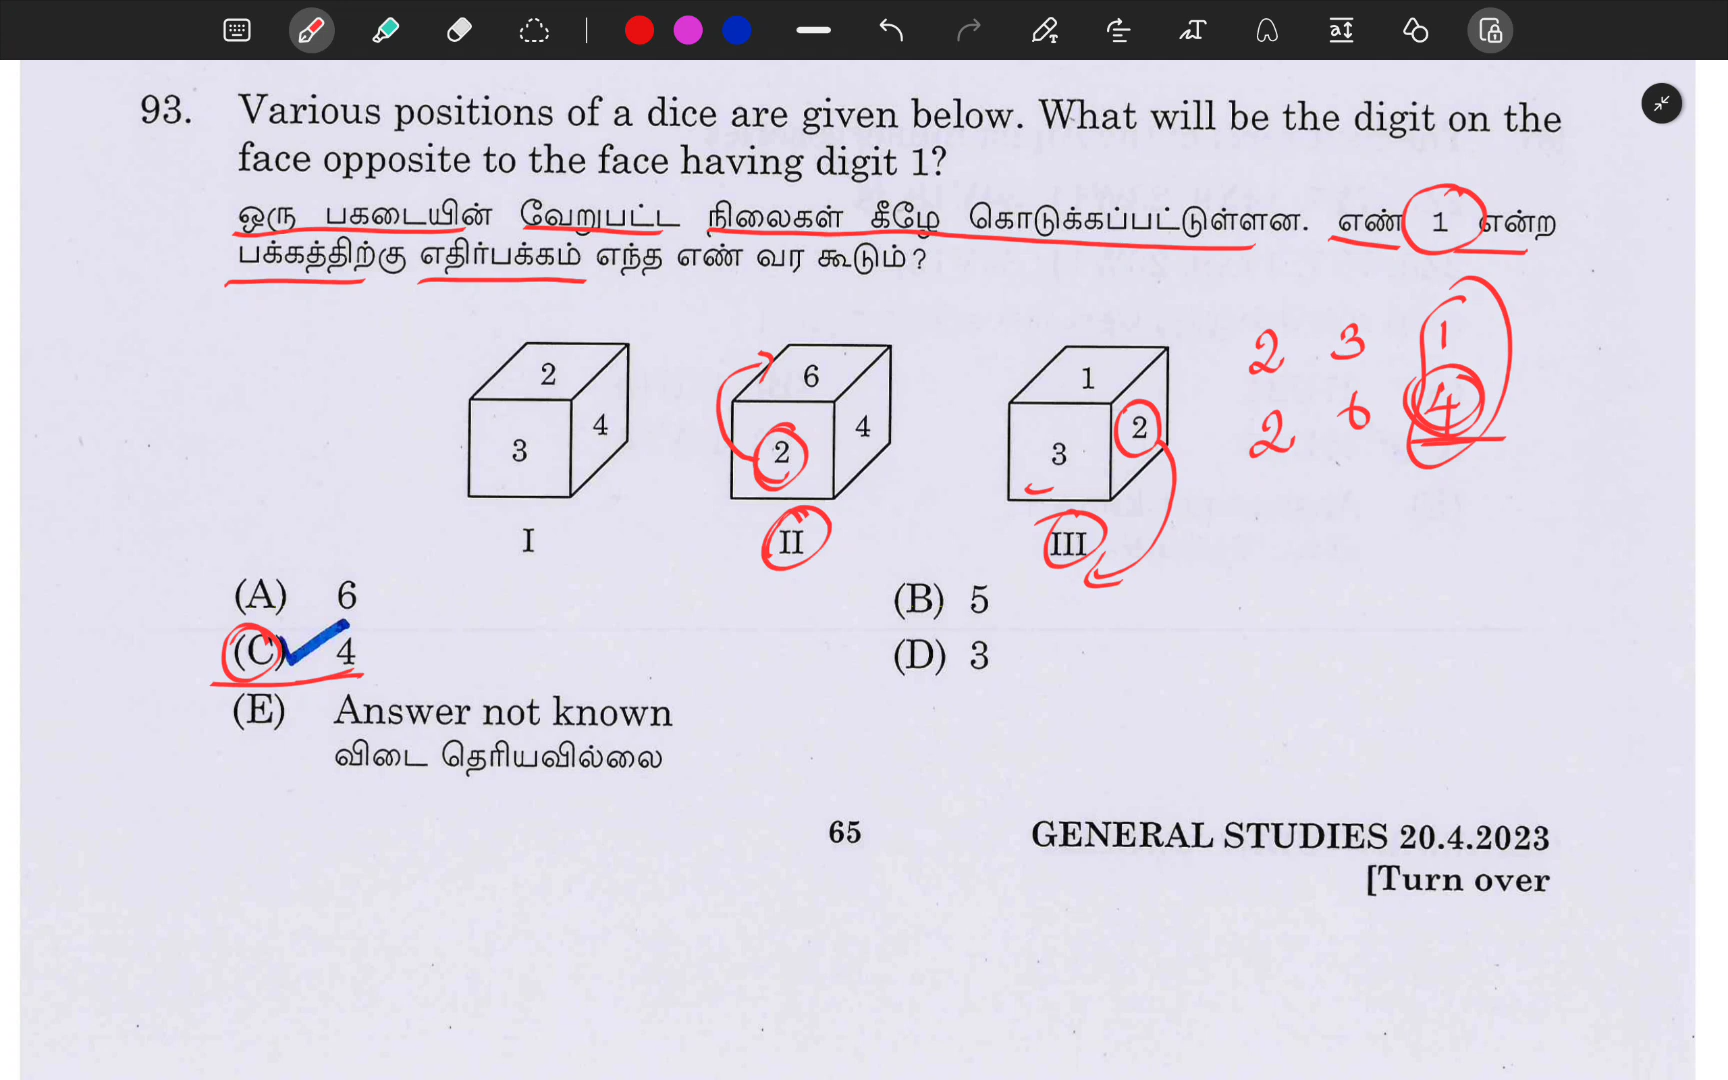 93. Various positions of a dice are given below. What will be the digit on the
face opposite to the face having digit 1?
ஒரு பகடையின் வேறுபட்ட நிலைகள் கீழே கொடுக்கப்பட்டுள்ளன. எண் 1 என்ற
பக்கத்திற்கு எதிர்பக்கம் எந்த எண் வர கூடும்?
2 3 4
6 2 4
1 3 2
2 3 1
2 6 4
I II III
(A) 6 (B) 5
(C) 4 (D) 3
(E) Answer not known
விடை தெரியவில்லை
65 GENERAL STUDIES 20.4.2023
[Turn over